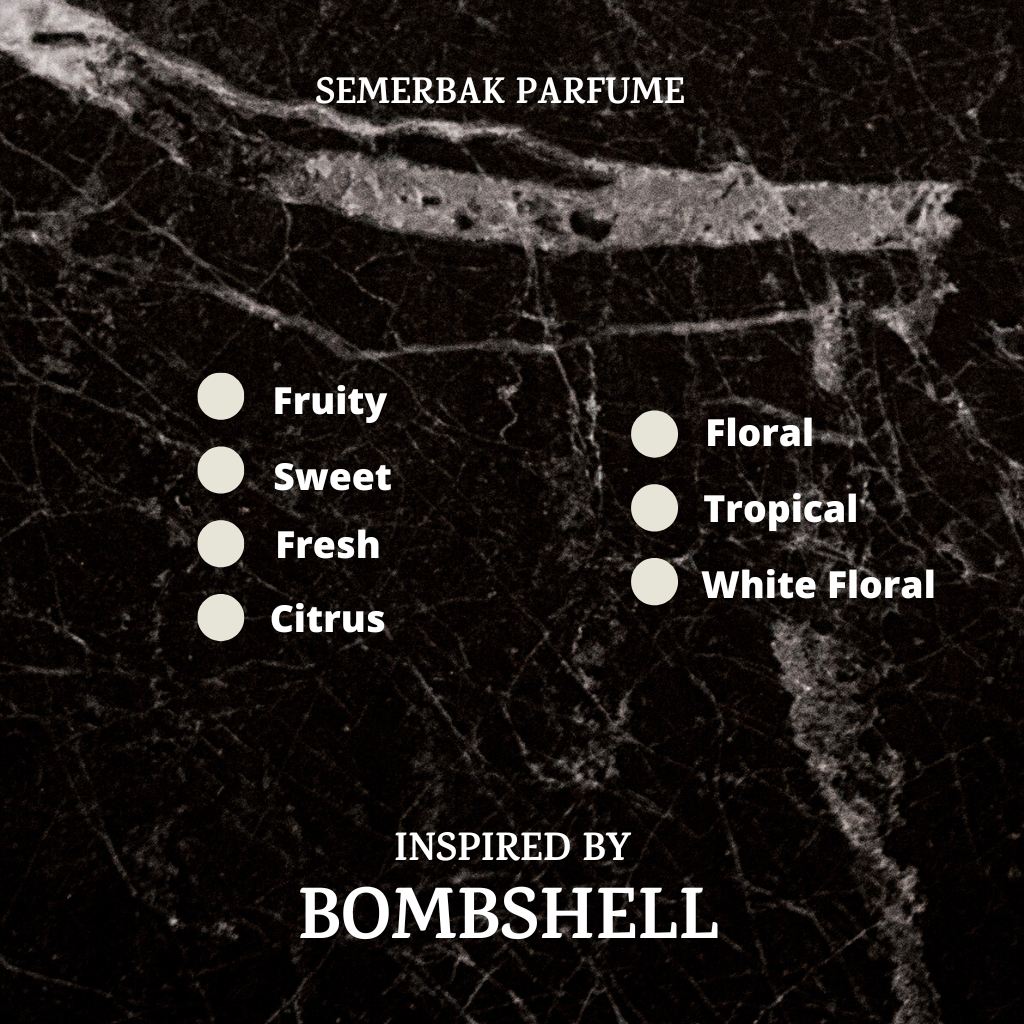 SEMERBAK PARFUME
Fruity
Sweet
Fresh
Citrus
Floral
Tropical
White Floral
INSPIRED BY
BOMBSHELL